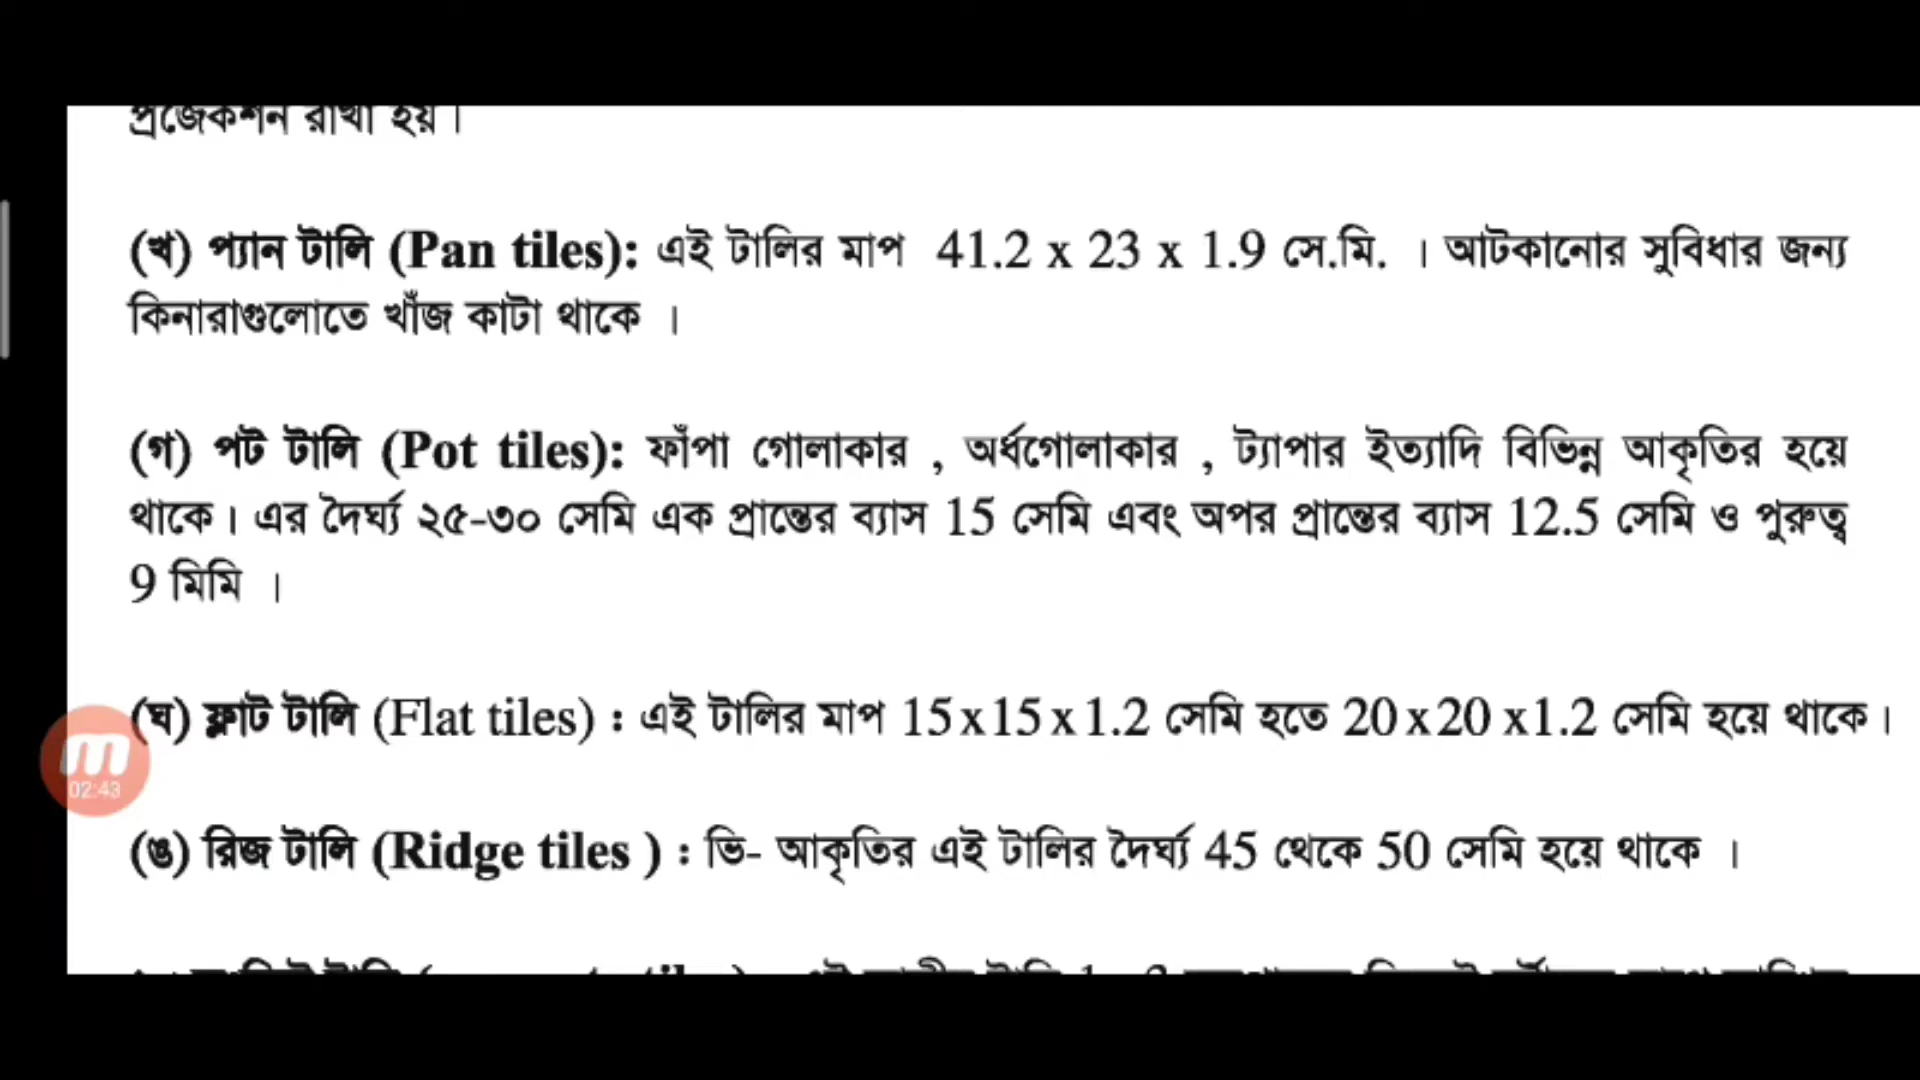 প্রজেকশন রাখা হয়।
(খ) প্যান টালি (Pan tiles): এই টালির মাপ 41.2 x 23 x 1.9 সে.মি. । আটকানোর সুবিধার জন্য
কিনারাগুলোতে খাঁজ কাটা থাকে ।
(গ) পট টালি (Pot tiles): ফাঁপা গোলাকার , অর্ধগোলাকার , ট্যাপার ইত্যাদি বিভিন্ন আকৃতির হয়ে
থাকে। এর দৈর্ঘ্য ২৫-৩০ সেমি এক প্রান্তের ব্যাস 15 সেমি এবং অপর প্রান্তের ব্যাস 12.5 সেমি ও পুরুত্ব
9 মিমি ।
(ঘ) ফ্লাট টালি (Flat tiles) : এই টালির মাপ 15x15x1.2 সেমি হতে 20x20 x1.2 সেমি হয়ে থাকে।
02:43
(ঙ) রিজ টালি (Ridge tiles ) : ভি- আকৃতির এই টালির দৈর্ঘ্য 45 থেকে 50 সেমি হয়ে থাকে ।